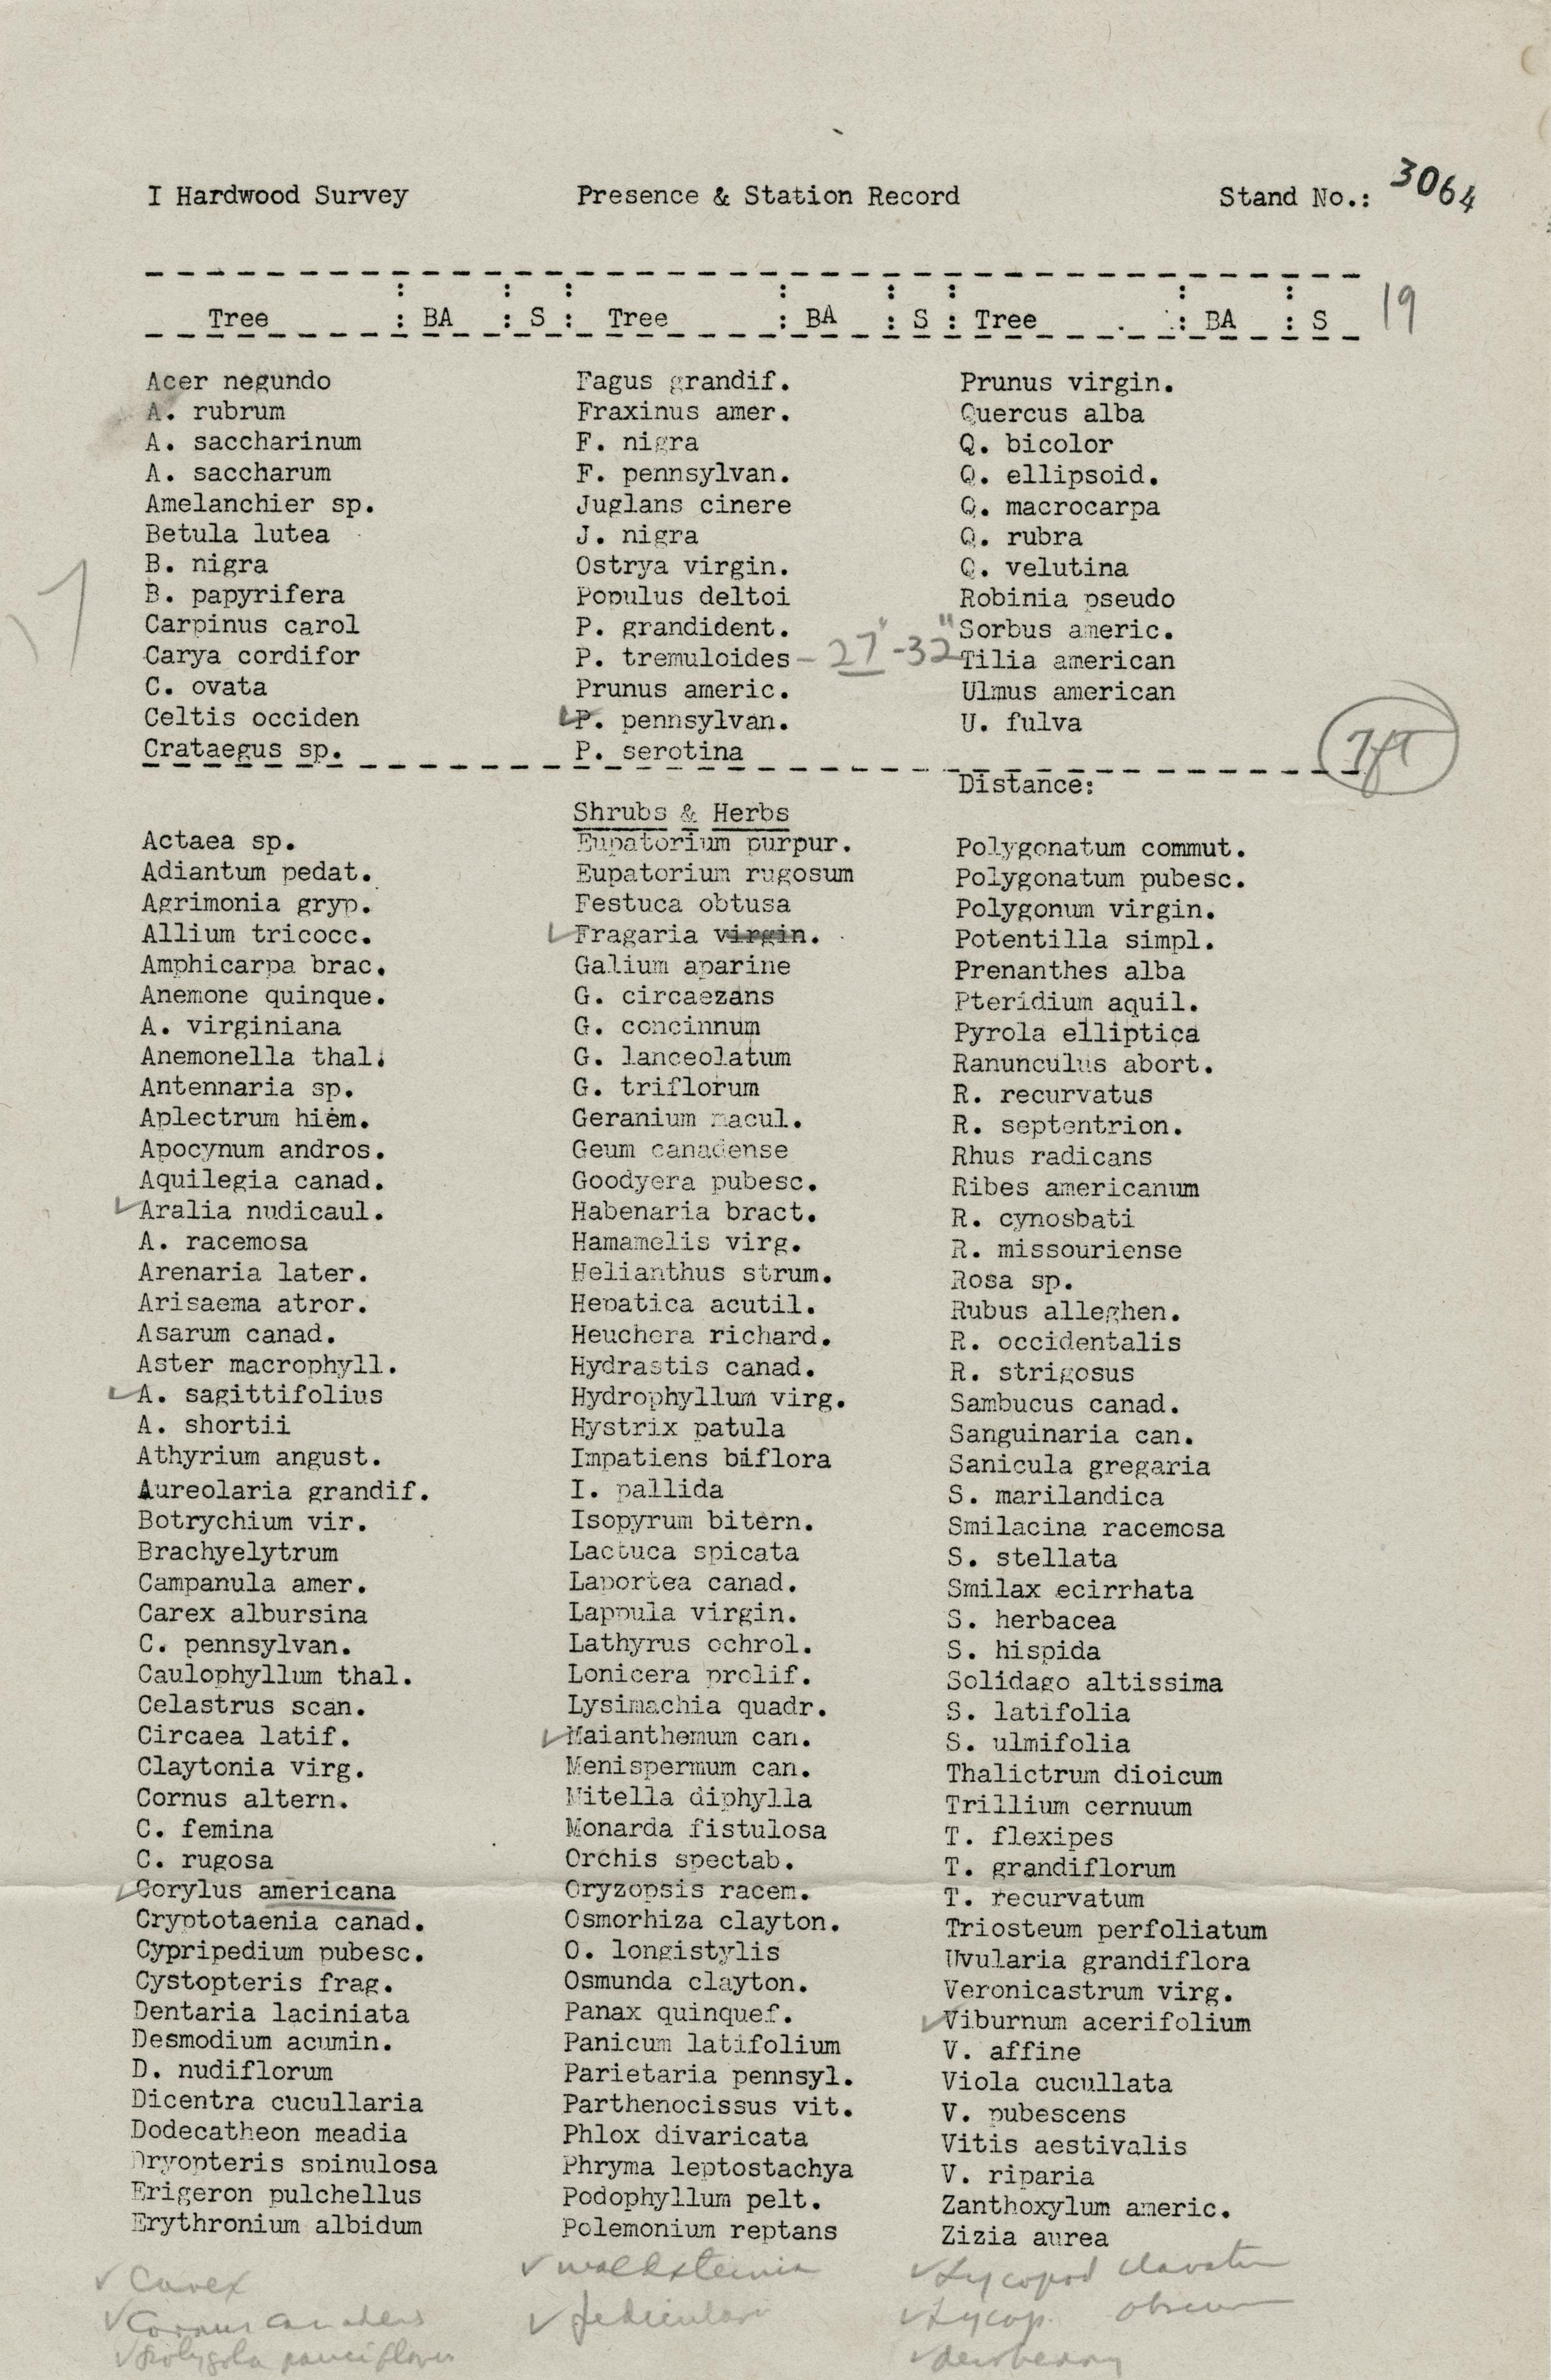 I Hardwood Survey Presence & Station Record Stand No.: 3064
Tree : BA : S : Tree : BA : S : Tree : BA : S
19
Acer negundo
A. rubrum
A. saccharinum
A. saccharum
Amelanchier sp.
Betula lutea
B. nigra
B. papyrifera
Carpinus carol
Carya cordifor
C. ovata
Celtis occiden
Crataegus sp.
Fagus grandif.
Fraxinus amer.
F. nigra
F. pennsylvan.
Juglans cinere
J. nigra
Ostrya virgin.
Populus deltoi
P. grandident.
P. tremuloides - 27" - 32"
Prunus americ.
✓ P. pennsylvan.
P. serotina
Prunus virgin.
Quercus alba
Q. bicolor
Q. ellipsoid.
Q. macrocarpa
Q. rubra
Q. velutina
Robinia pseudo
Sorbus americ.
Tilia american
Ulmus american
U. fulva
Distance:
Shrubs & Herbs
Actaea sp.
Adiantum pedat.
Agrimonia gryp.
Allium tricocc.
Amphicarpa brac.
Anemone quinque.
A. virginiana
Anemonella thal.
Antennaria sp.
Aplectrum hiem.
Apocynum andros.
Aquilegia canad.
✓ Aralia nudicaul.
A. racemosa
Arenaria later.
Arisaema atror.
Asarum canad.
Aster macrophyll.
✓ A. sagittifolius
A. shortii
Athyrium angust.
Aureolaria grandif.
Botrychium vir.
Brachyelytrum
Campanula amer.
Carex albursina
C. pennsylvan.
Caulophyllum thal.
Celastrus scan.
Circaea latif.
Claytonia virg.
Cornus altern.
C. femina
C. rugosa
✓ Corylus americana
Cryptotaenia canad.
Cypripedium pubesc.
Cystopteris frag.
Dentaria laciniata
Desmodium acumin.
D. nudiflorum
Dicentra cucullaria
Dodecatheon meadia
Dryopteris spinulosa
Erigeron pulchellus
Erythronium albidum
✓ Carex
✓ Cornus canadens
✓ Polygala pauciflora
Eupatorium purpur.
Eupatorium rugosum
Festuca obtusa
✓ Fragaria virgin.
Galium aparine
G. circaezans
G. concinnum
G. lanceolatum
G. triflorum
Geranium macul.
Geum canadense
Goodyera pubesc.
Habenaria bract.
Hamamelis virg.
Helianthus strum.
Hepatica acutil.
Heuchera richard.
Hydrastis canad.
Hydrophyllum virg.
Hystrix patula
Impatiens biflora
I. pallida
Isopyrum bitern.
Lactuca spicata
Laportea canad.
Lappula virgin.
Lathyrus ochrol.
Lonicera prolif.
Lysimachia quadr.
✓ Maianthemum can.
Menispermum can.
Mitella diphylla
Monarda fistulosa
Orchis spectab.
Oryzopsis racem.
Osmorhiza clayton.
O. longistylis
Osmunda clayton.
Panax quinquef.
Panicum latifolium
Parietaria pennsyl.
Parthenocissus vit.
Phlox divaricata
Phryma leptostachya
Podophyllum pelt.
Polemonium reptans
✓ Waldsteinia
✓ Pedicularis
Polygonatum commut.
Polygonatum pubesc.
Polygonum virgin.
Potentilla simpl.
Prenanthes alba
Pteridium aquil.
Pyrola elliptica
Ranunculus abort.
R. recurvatus
R. septentrion.
Rhus radicans
Ribes americanum
R. cynosbati
R. missouriense
Rosa sp.
Rubus alleghen.
R. occidentalis
R. strigosus
Sambucus canad.
Sanguinaria can.
Sanicula gregaria
S. marilandica
Smilacina racemosa
S. stellata
Smilax ecirrhata
S. herbacea
S. hispida
Solidago altissima
S. latifolia
S. ulmifolia
Thalictrum dioicum
Trillium cernuum
T. flexipes
T. grandiflorum
T. recurvatum
Triosteum perfoliatum
Uvularia grandiflora
Veronicastrum virg.
✓ Viburnum acerifolium
V. affine
Viola cucullata
V. pubescens
Vitis aestivalis
V. riparia
Zanthoxylum americ.
Zizia aurea
✓ Lycopod clavatum
✓ Lycop. obscur
✓ dewberry